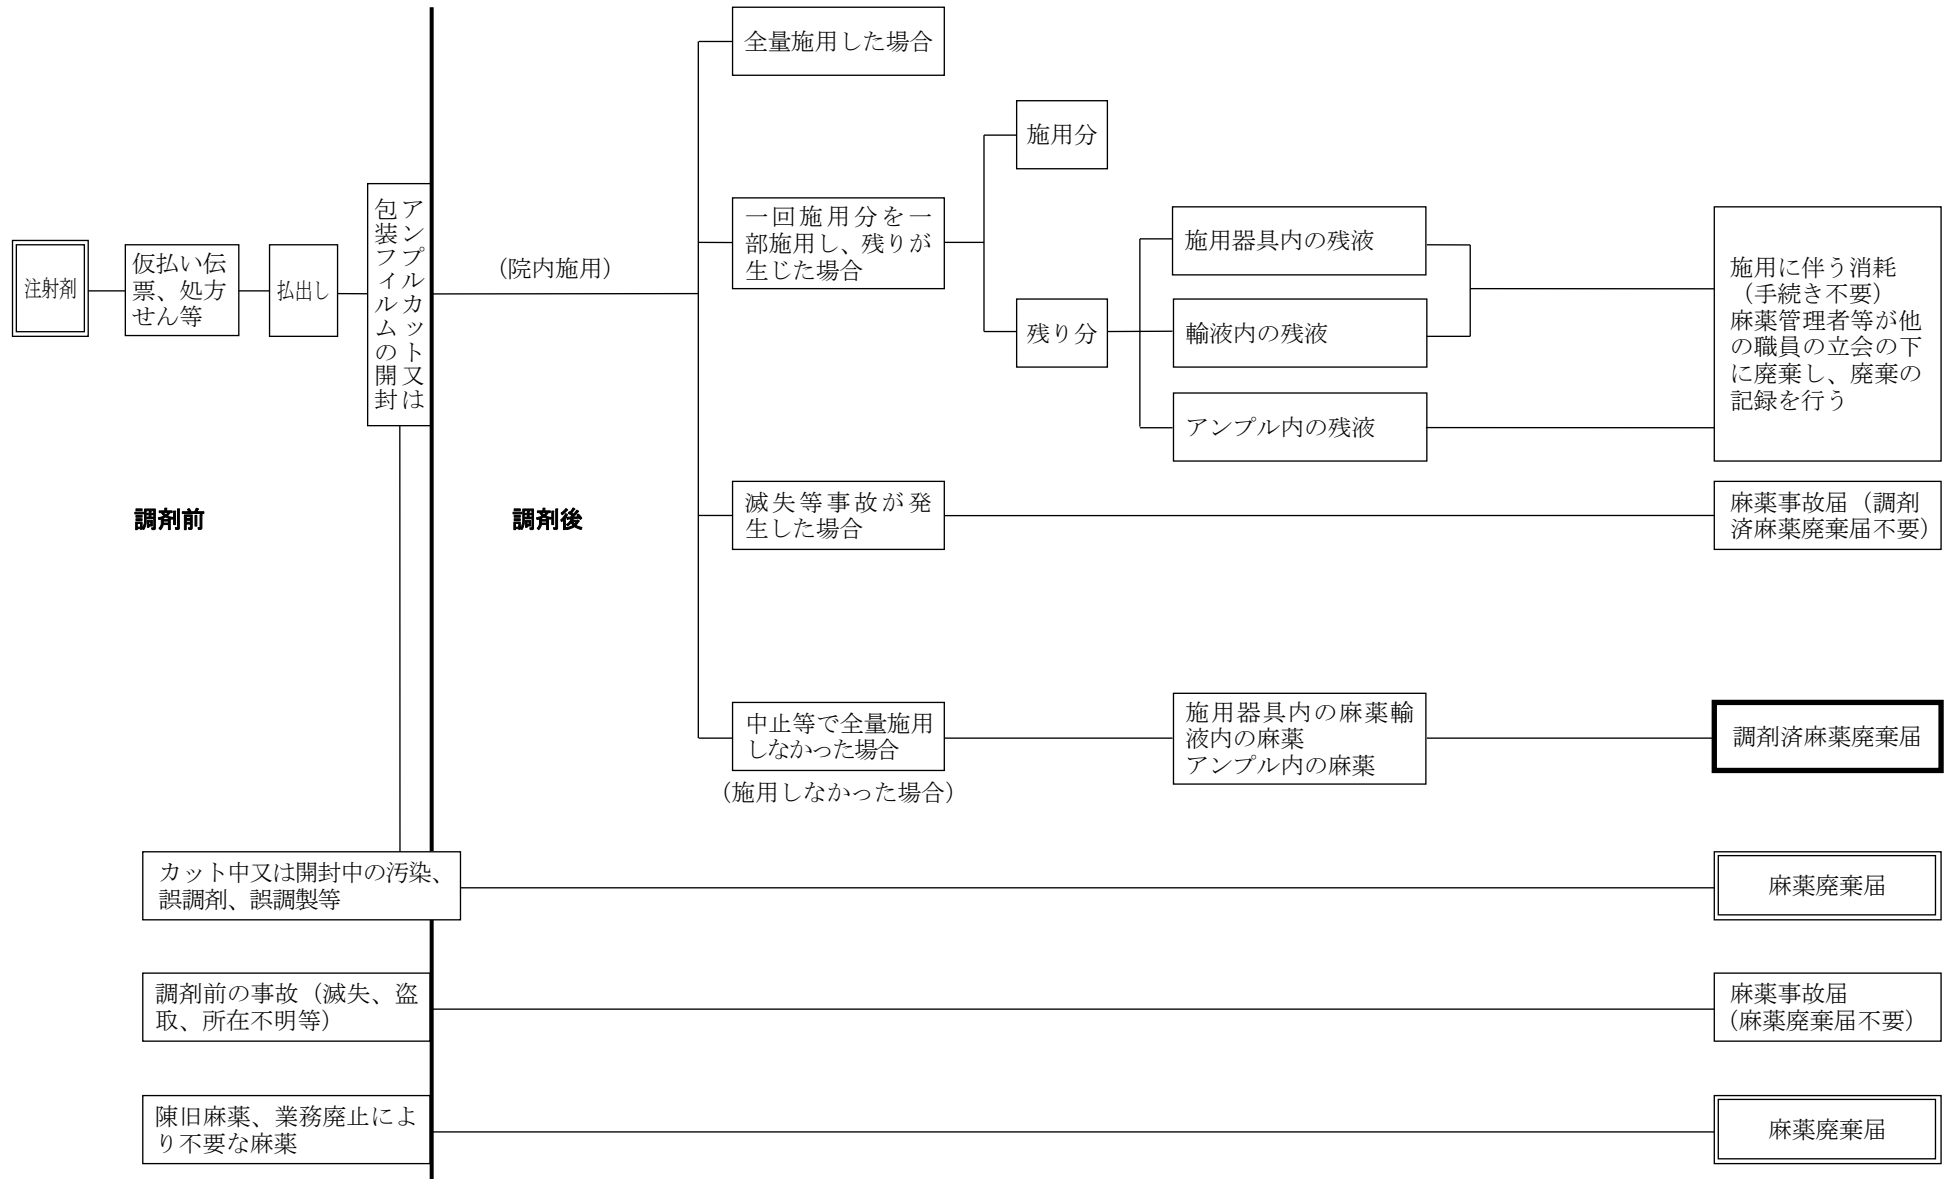 全量施用した場合
施用分
アンプルカット又は
包装フィルムの開封
一回施用分を一
部施用し、残りが
生じた場合
施用器具内の残液
注射剤
仮払い伝
票、処方
せん等
払出し
（院内施用）
残り分
輸液内の残液
アンプル内の残液
施用に伴う消耗
（手続き不要）
麻薬管理者等が他
の職員の立会の下
に廃棄し、廃棄の
記録を行う
調剤前
調剤後
滅失等事故が発
生した場合
麻薬事故届（調剤
済麻薬廃棄届不要）
中止等で全量施用
しなかった場合
（施用しなかった場合）
施用器具内の麻薬輸
液内の麻薬
アンプル内の麻薬
調剤済麻薬廃棄届
カット中又は開封中の汚染、
誤調剤、誤調製等
麻薬廃棄届
調剤前の事故（滅失、盗
取、所在不明等）
麻薬事故届
（麻薬廃棄届不要）
陳旧麻薬、業務廃止によ
り不要な麻薬
麻薬廃棄届